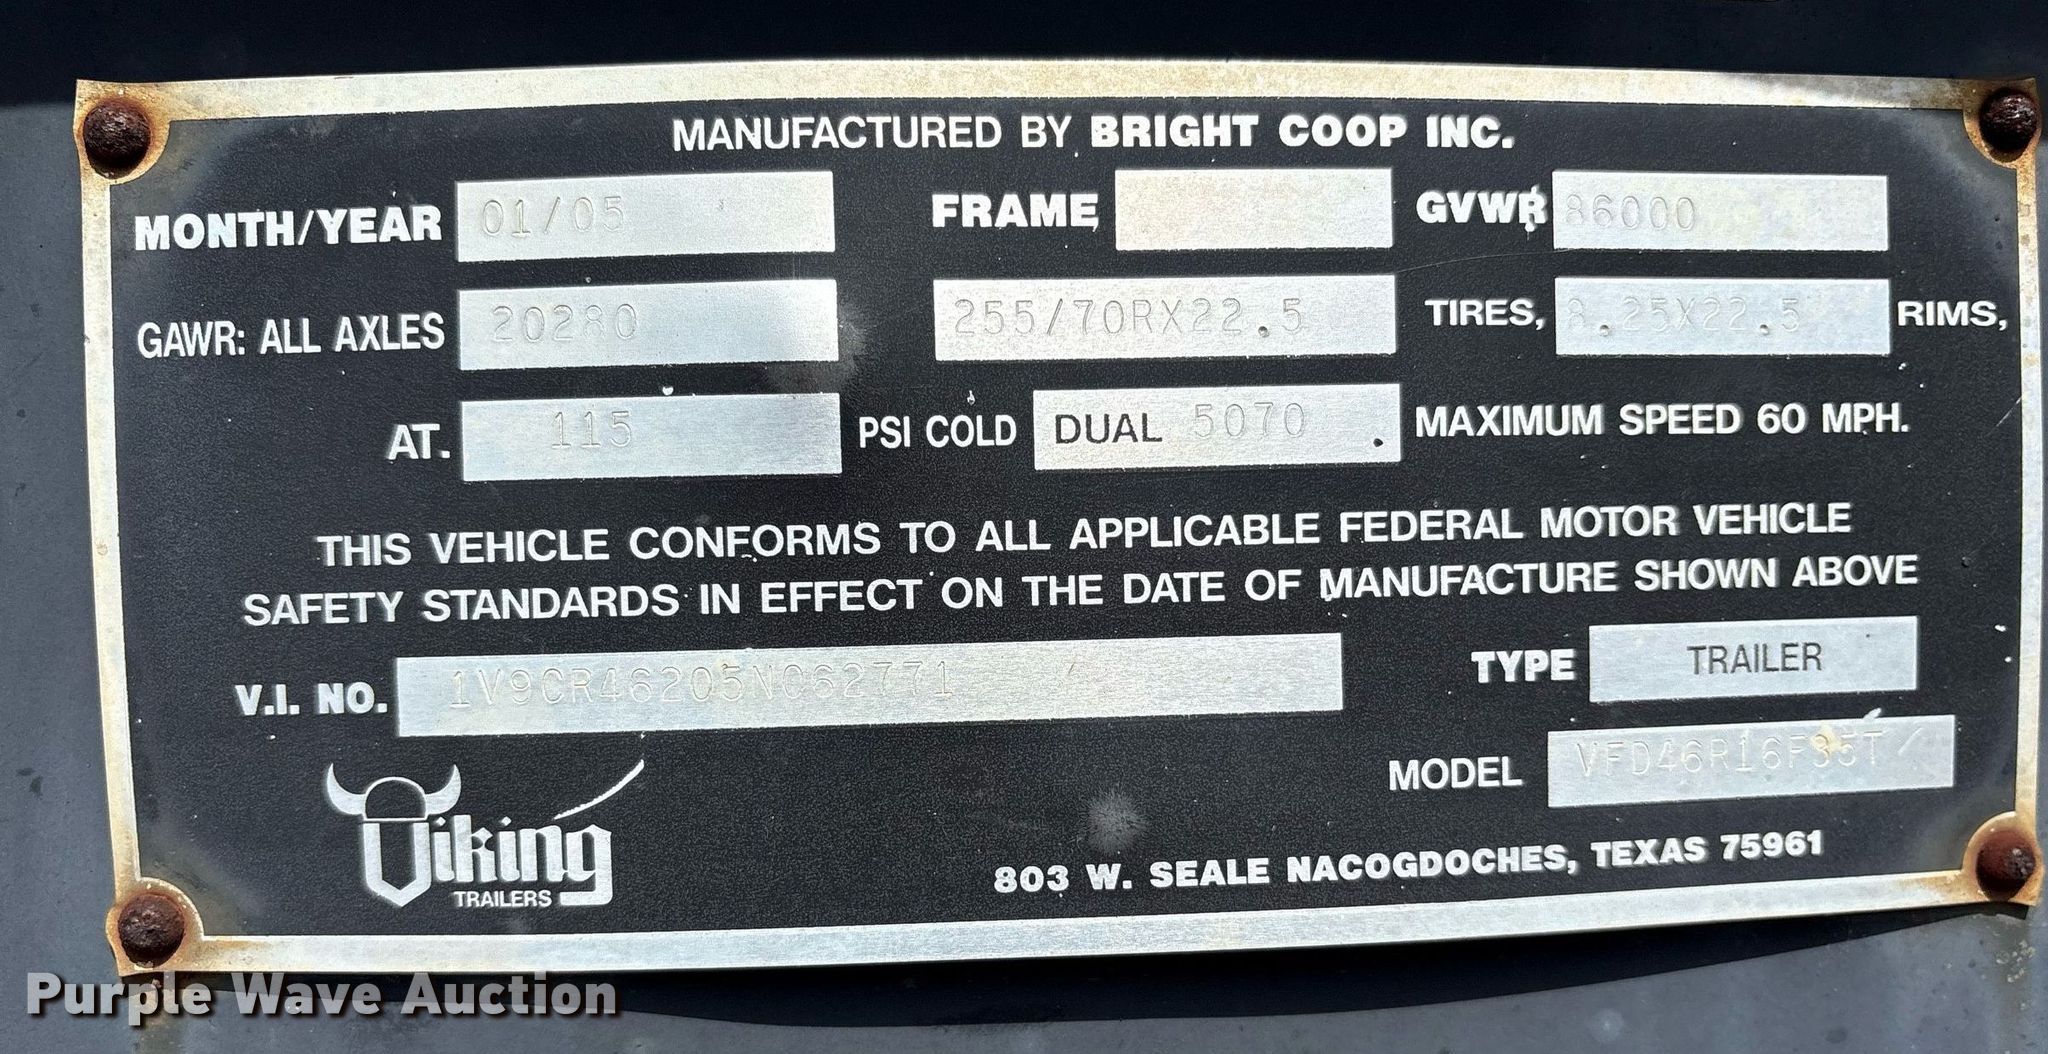 MANUFACTURED BY BRIGHT COOP INC.
MONTH/YEAR 01/05 FRAME GVWR 86000
GAWR: ALL AXLES 20280 255/70RX22.5 TIRES, 8.25X22.5 RIMS,
AT. 115 PSI COLD DUAL 5070 . MAXIMUM SPEED 60 MPH.
THIS VEHICLE CONFORMS TO ALL APPLICABLE FEDERAL MOTOR VEHICLE
SAFETY STANDARDS IN EFFECT ON THE DATE OF MANUFACTURE SHOWN ABOVE
V.I. NO. 1V9CR46205N062771 TYPE TRAILER
MODEL VFD46R16F35T
Viking
TRAILERS
803 W. SEALE NACOGDOCHES, TEXAS 75961
Purple Wave Auction